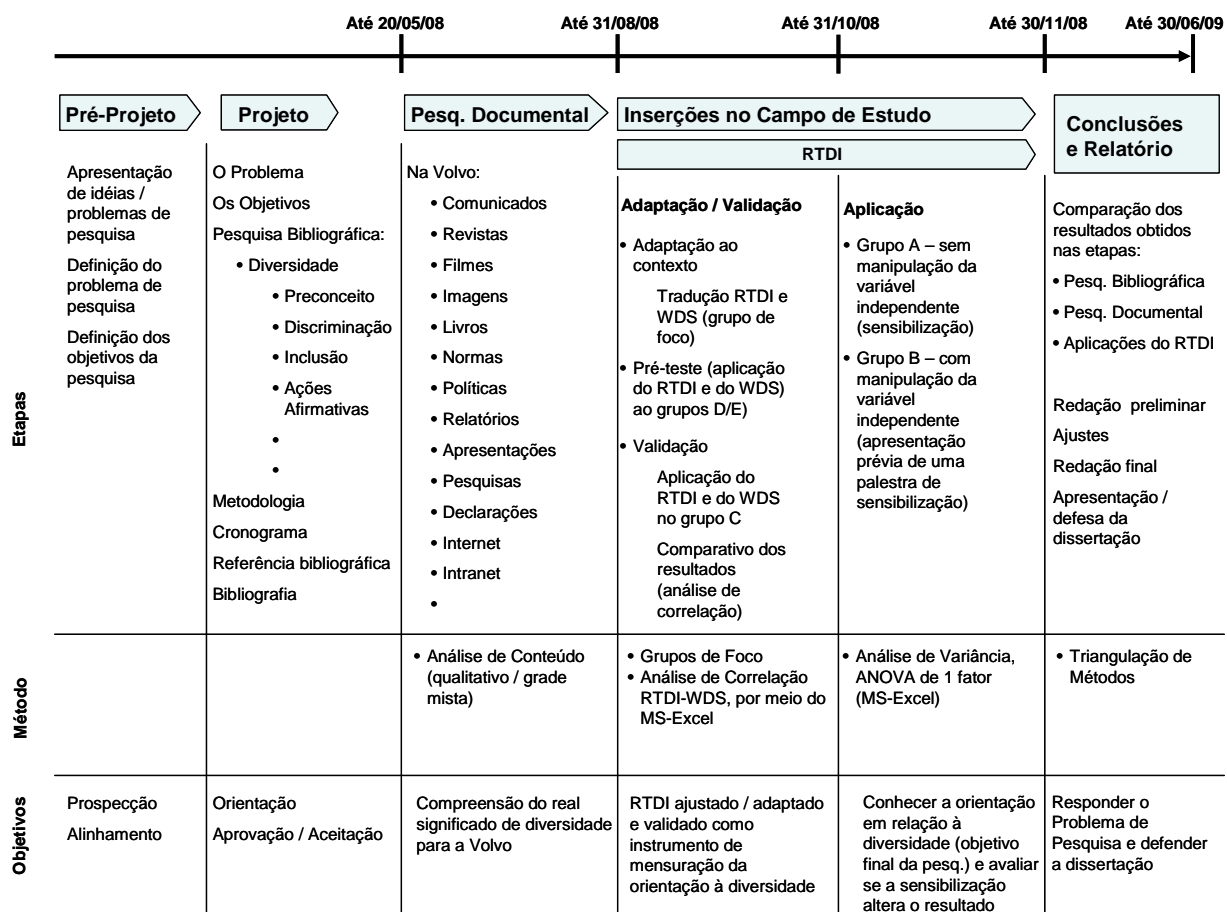 Até 20/05/08
Até 31/08/08
Até 31/10/08
Até 30/11/08
Até 30/06/09
Pré-Projeto
Projeto
Pesq. Documental
Inserções no Campo de Estudo
RTDI
Conclusões
e Relatório
Etapas
Apresentação
de idéias /
problemas de
pesquisa
Definição do
problema de
pesquisa
Definição dos
objetivos da
pesquisa
O Problema
Os Objetivos
Pesquisa Bibliográfica:
• Diversidade
• Preconceito
• Discriminação
• Inclusão
• Ações
Afirmativas
•
•
Metodologia
Cronograma
Referência bibliográfica
Bibliografia
Na Volvo:
• Comunicados
• Revistas
• Filmes
• Imagens
• Livros
• Normas
• Políticas
• Relatórios
• Apresentações
• Pesquisas
• Declarações
• Internet
• Intranet
•
Adaptação / Validação
• Adaptação ao
contexto
Tradução RTDI e
WDS (grupo de
foco)
• Pré-teste (aplicação
do RTDI e do WDS)
ao grupos D/E)
• Validação
Aplicação do
RTDI e do WDS
no grupo C
Comparativo dos
resultados
(análise de
correlação)
Aplicação
• Grupo A – sem
manipulação da
variável
independente
(sensibilização)
• Grupo B – com
manipulação da
variável
independente
(apresentação
prévia de uma
palestra de
sensibilização)
Comparação dos
resultados obtidos
nas etapas:
• Pesq. Bibliográfica
• Pesq. Documental
• Aplicações do RTDI
Redação preliminar
Ajustes
Redação final
Apresentação /
defesa da
dissertação
Método
• Análise de Conteúdo
(qualitativo / grade
mista)
• Grupos de Foco
• Análise de Correlação
RTDI-WDS, por meio do
MS-Excel
• Análise de Variância,
ANOVA de 1 fator
(MS-Excel)
• Triangulação de
Métodos
Objetivos
Prospecção
Alinhamento
Orientação
Aprovação / Aceitação
Compreensão do real
significado de diversidade
para a Volvo
RTDI ajustado / adaptado
e validado como
instrumento de
mensuração da
orientação à diversidade
Conhecer a orientação
em relação à
diversidade (objetivo
final da pesq.) e avaliar
se a sensibilização
altera o resultado
Responder o
Problema de
Pesquisa e defender
a dissertação